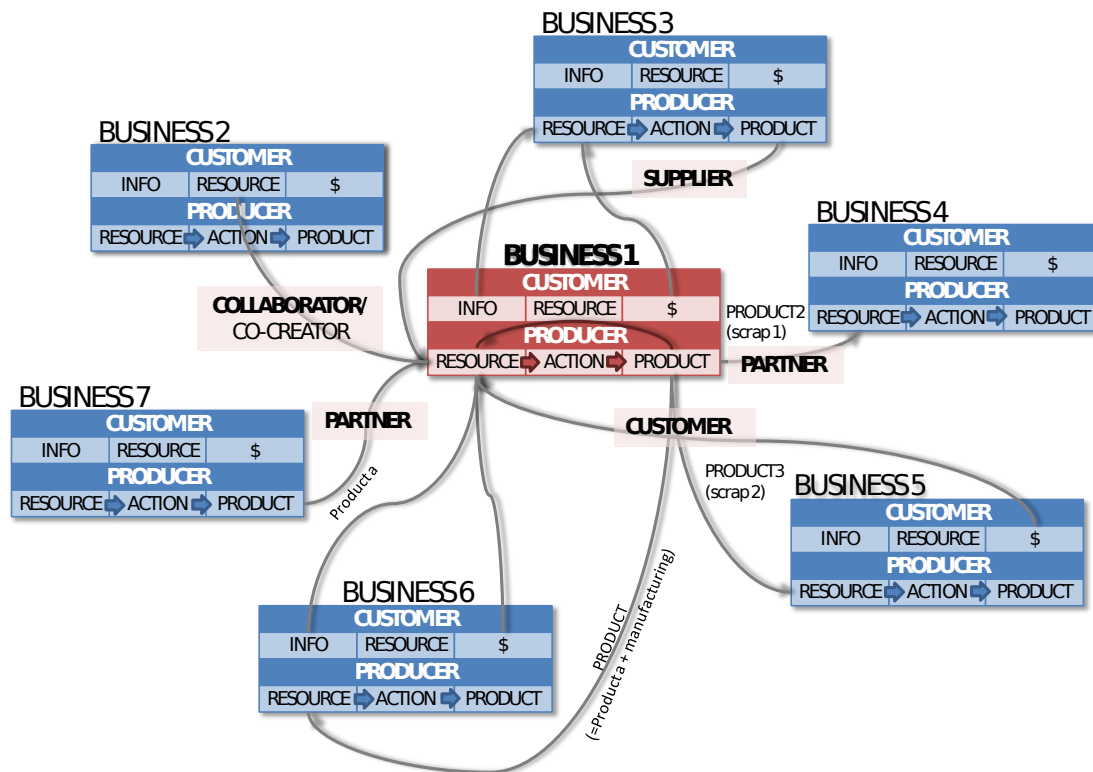 BUSINESS 3
CUSTOMER
INFO RESOURCE $
PRODUCER
RESOURCE ACTION PRODUCT
BUSINESS 2
CUSTOMER
INFO RESOURCE $
PRODUCER
RESOURCE ACTION PRODUCT
SUPPLIER
BUSINESS 4
CUSTOMER
INFO RESOURCE $
PRODUCER
RESOURCE ACTION PRODUCT
BUSINESS 1
CUSTOMER
INFO RESOURCE $
PRODUCER
RESOURCE ACTION PRODUCT
COLLABORATOR/
CO-CREATOR
PRODUCT2
(scrap 1)
PARTNER
BUSINESS 7
CUSTOMER
INFO RESOURCE $
PRODUCER
RESOURCE ACTION PRODUCT
PARTNER
Product a
CUSTOMER
PRODUCT3
(scrap 2)
BUSINESS 5
CUSTOMER
INFO RESOURCE $
PRODUCER
RESOURCE ACTION PRODUCT
BUSINESS 6
CUSTOMER
INFO RESOURCE $
PRODUCER
RESOURCE ACTION PRODUCT
PRODUCT
(=Product a + manufacturing)